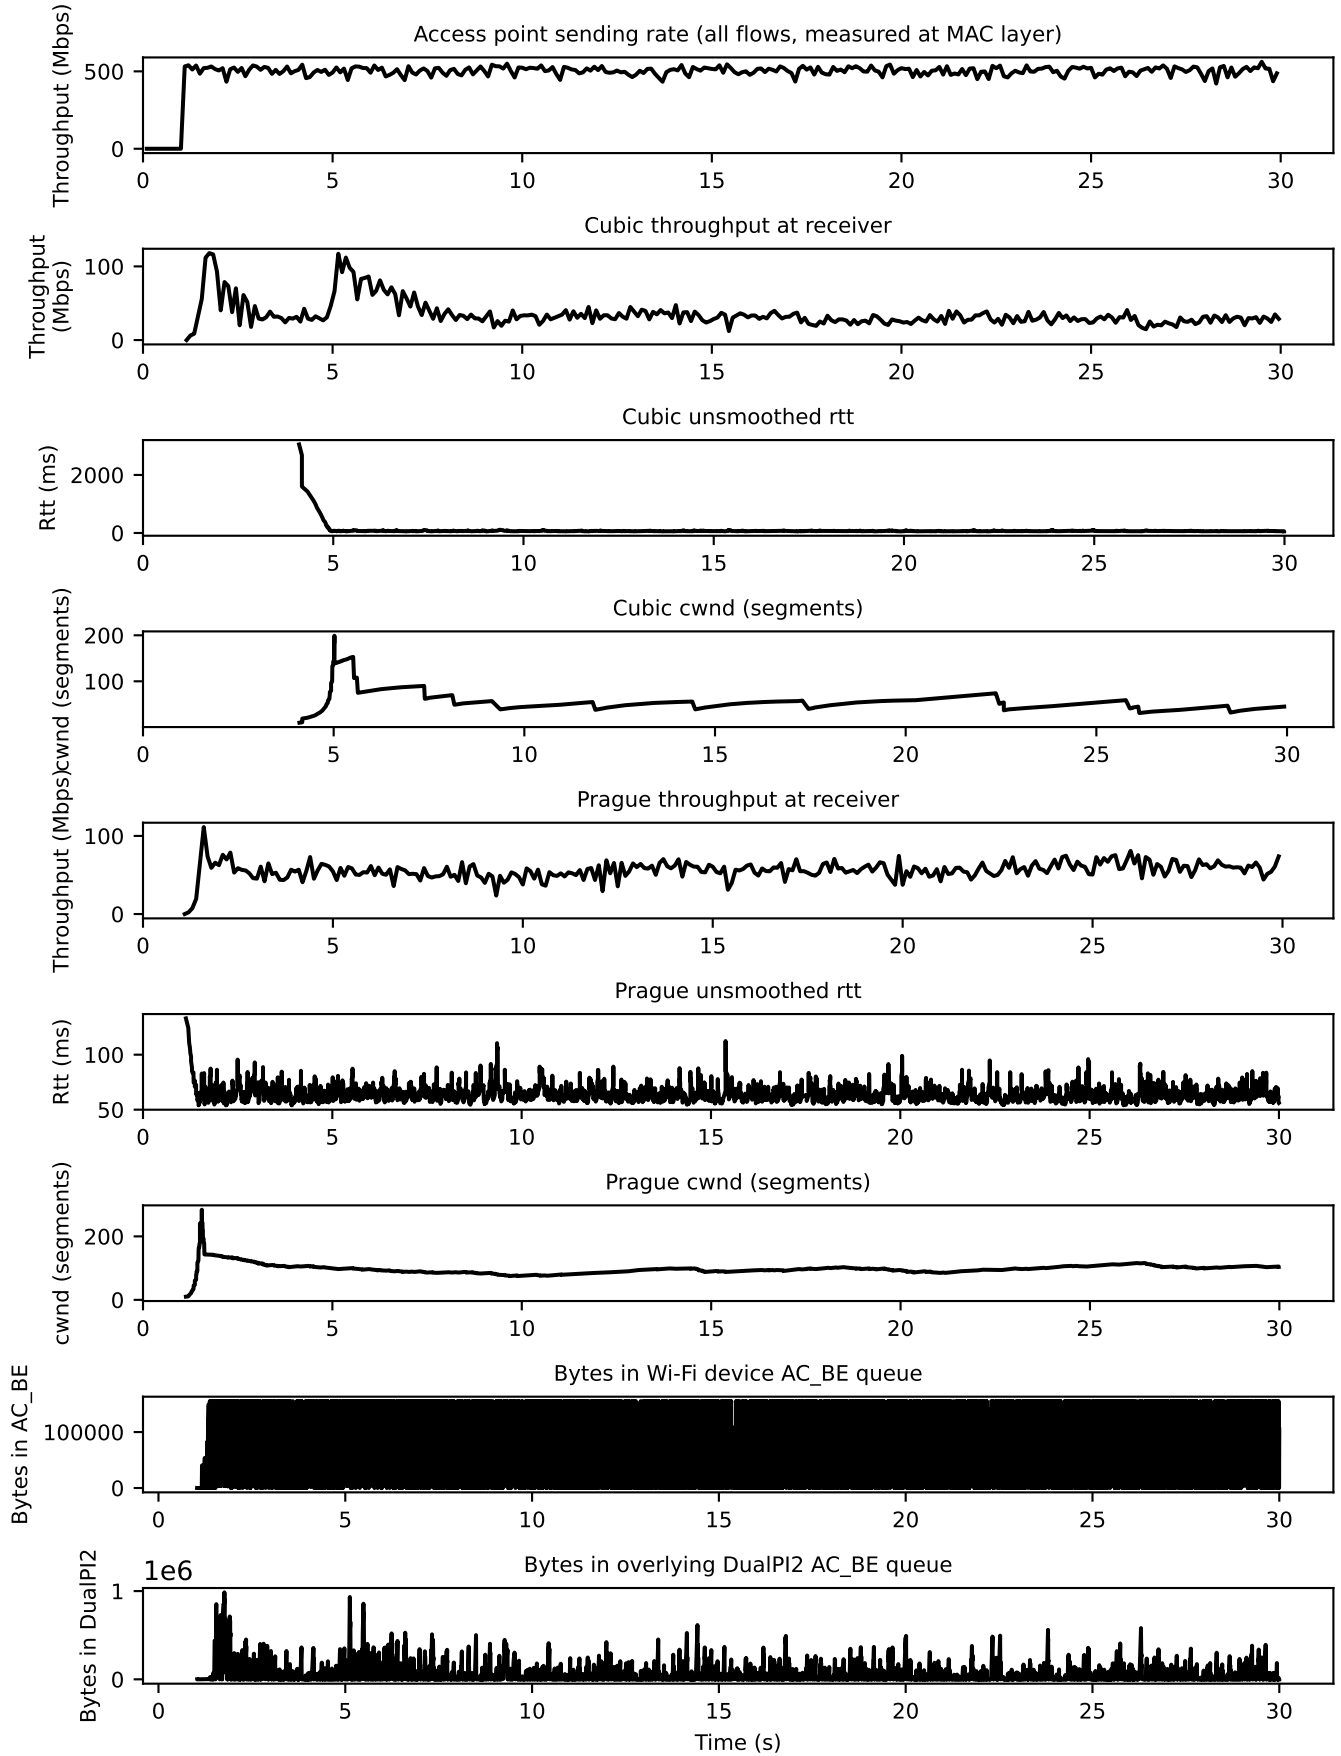 Access point sending rate (all flows, measured at MAC layer)
Throughput (Mbps)
500
0
0 5 10 15 20 25 30
Cubic throughput at receiver
Throughput
(Mbps)
100
0
0 5 10 15 20 25 30
Cubic unsmoothed rtt
Rtt (ms)
2000
0
0 5 10 15 20 25 30
Cubic cwnd (segments)
cwnd (segments)
200
100
0 5 10 15 20 25 30
Prague throughput at receiver
Throughput (Mbps)
100
0
0 5 10 15 20 25 30
Prague unsmoothed rtt
Rtt (ms)
100
50
0 5 10 15 20 25 30
Prague cwnd (segments)
cwnd (segments)
200
0
0 5 10 15 20 25 30
Bytes in Wi-Fi device AC_BE queue
Bytes in AC_BE
100000
0
0 5 10 15 20 25 30
Bytes in overlying DualPI2 AC_BE queue
1e6
Bytes in DualPI2
1
0
0 5 10 15 20 25 30
Time (s)